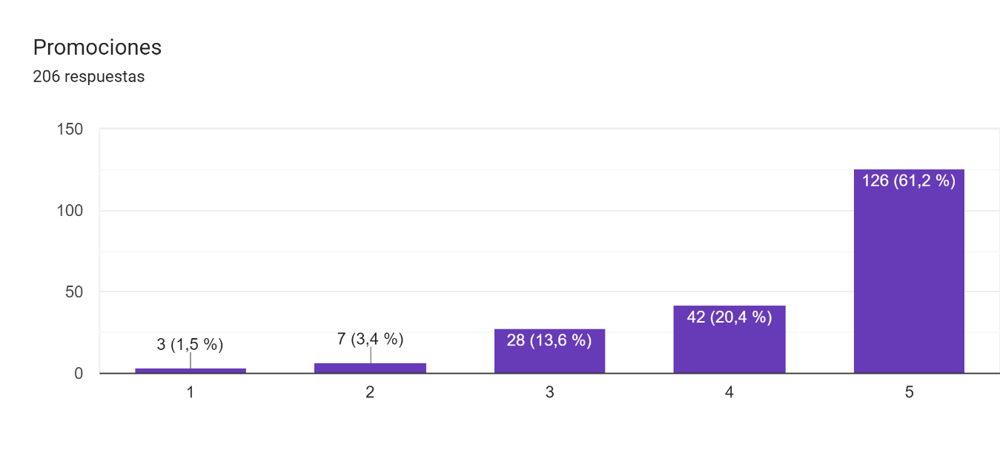 Promociones
206 respuestas
150
100
50
0
3 (1,5 %)
7 (3,4 %)
28 (13,6 %)
42 (20,4 %)
126 (61,2 %)
1
2
3
4
5